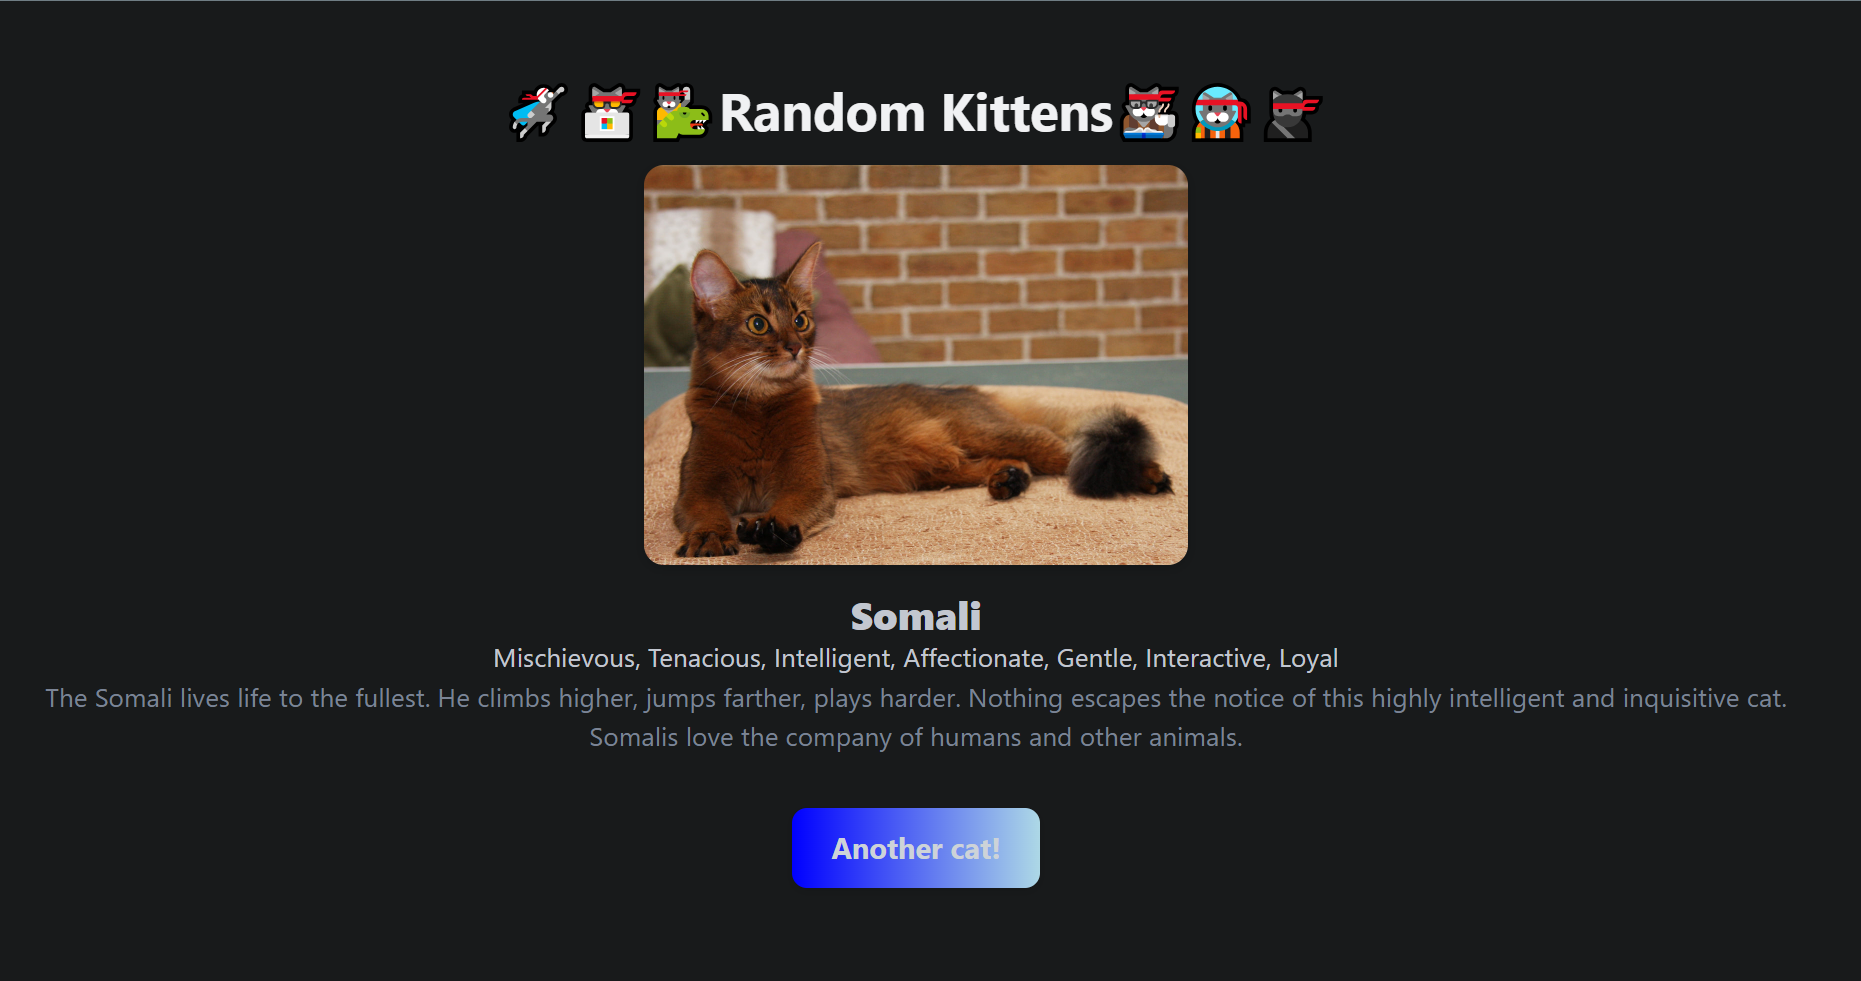 Random Kittens
Somali
Mischievous, Tenacious, Intelligent, Affectionate, Gentle, Interactive, Loyal
The Somali lives life to the fullest. He climbs higher, jumps farther, plays harder. Nothing escapes the notice of this highly intelligent and inquisitive cat.
Somalis love the company of humans and other animals.
Another cat!